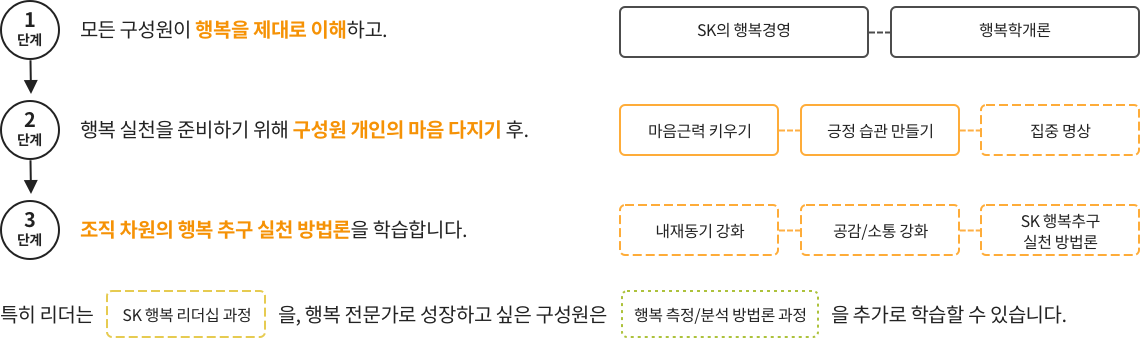 1
단계
모든 구성원이 행복을 제대로 이해하고.
SK의 행복경영
행복학개론
2
단계
행복 실천을 준비하기 위해 구성원 개인의 마음 다지기 후.
마음근력 키우기
긍정 습관 만들기
집중 명상
3
단계
조직 차원의 행복 추구 실천 방법론을 학습합니다.
내재동기 강화
공감/소통 강화
SK 행복추구
실천 방법론
특히 리더는 SK 행복 리더십 과정 을, 행복 전문가로 성장하고 싶은 구성원은 행복 측정/분석 방법론 과정 을 추가로 학습할 수 있습니다.